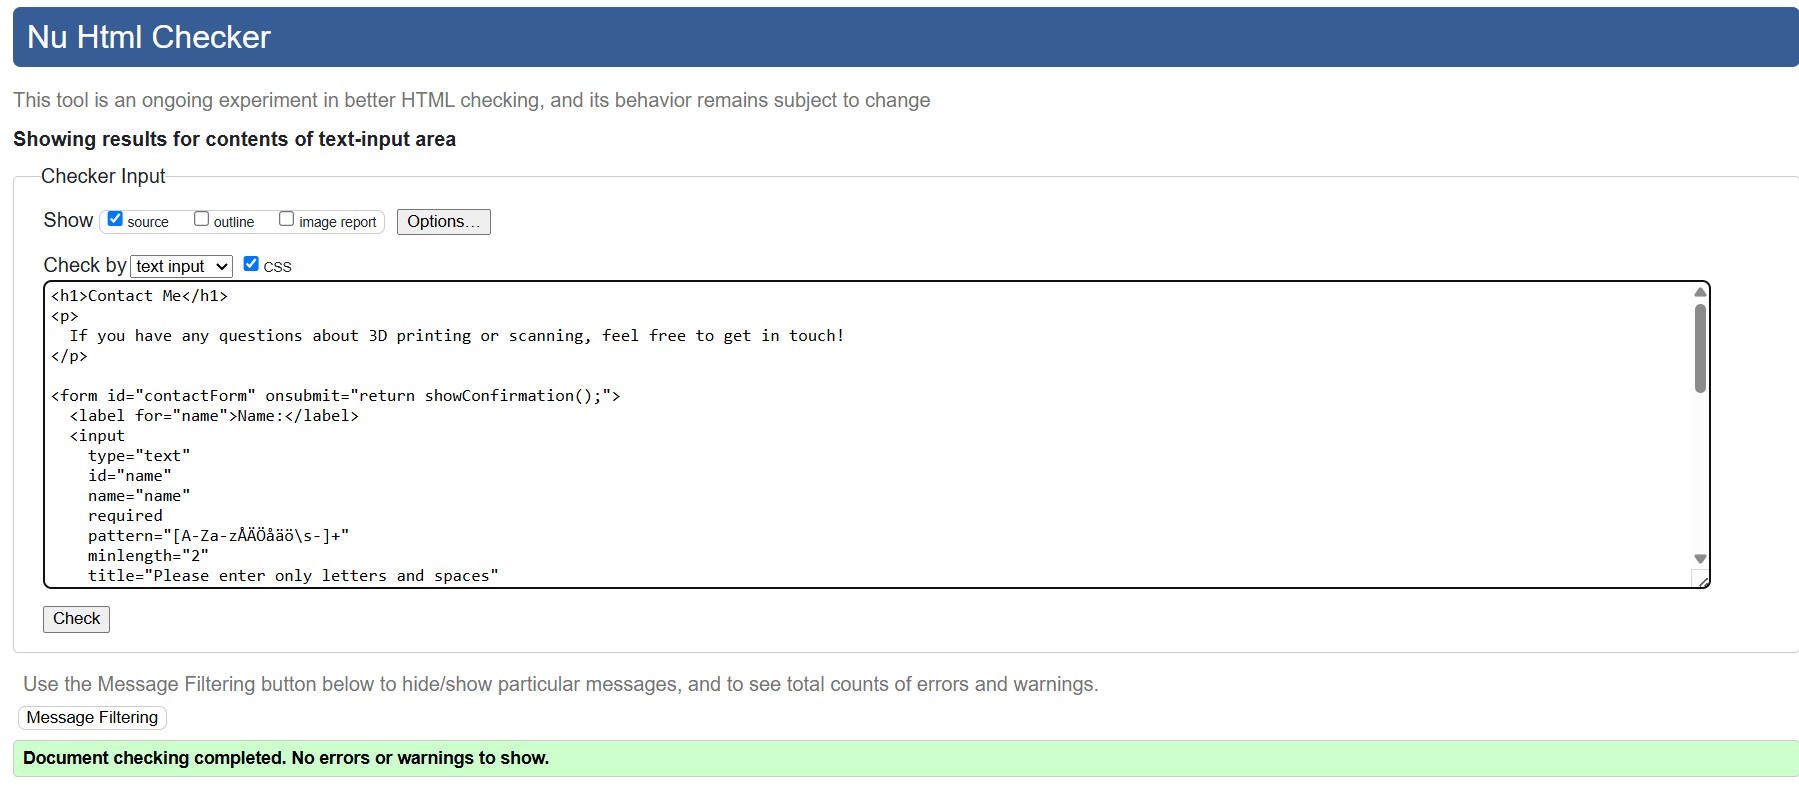 Nu Html Checker
This tool is an ongoing experiment in better HTML checking, and its behavior remains subject to change
Showing results for contents of text-input area
Checker Input
Show source outline image report Options…
Check by text input CSS
<h1>Contact Me</h1>
<p>
  If you have any questions about 3D printing or scanning, feel free to get in touch!
</p>

<form id="contactForm" onsubmit="return showConfirmation();">
  <label for="name">Name:</label>
  <input
    type="text"
    id="name"
    name="name"
    required
    pattern="[A-Za-zÅÄÖåäö\s-]+"
    minlength="2"
    title="Please enter only letters and spaces"
Check
Use the Message Filtering button below to hide/show particular messages, and to see total counts of errors and warnings.
Message Filtering
Document checking completed. No errors or warnings to show.